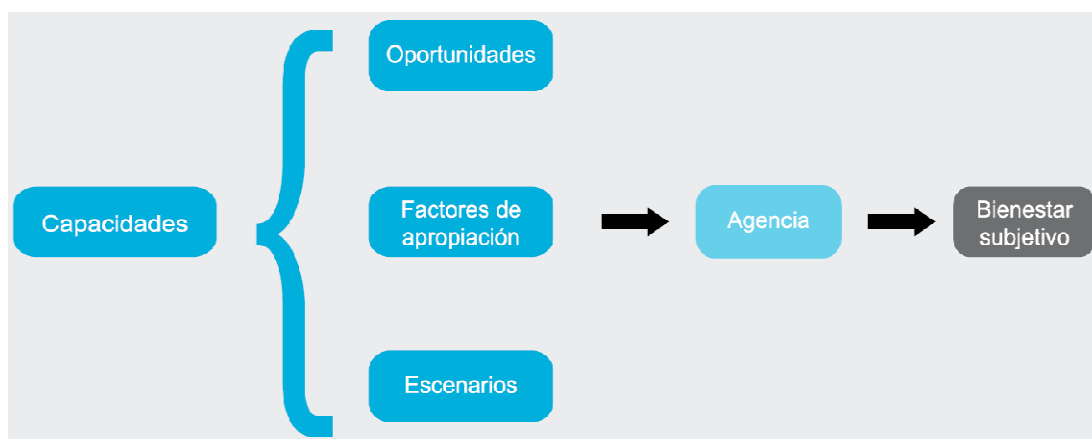 Oportunidades
Capacidades
Factores de
apropiación
Agencia
Bienestar
subjetivo
Escenarios